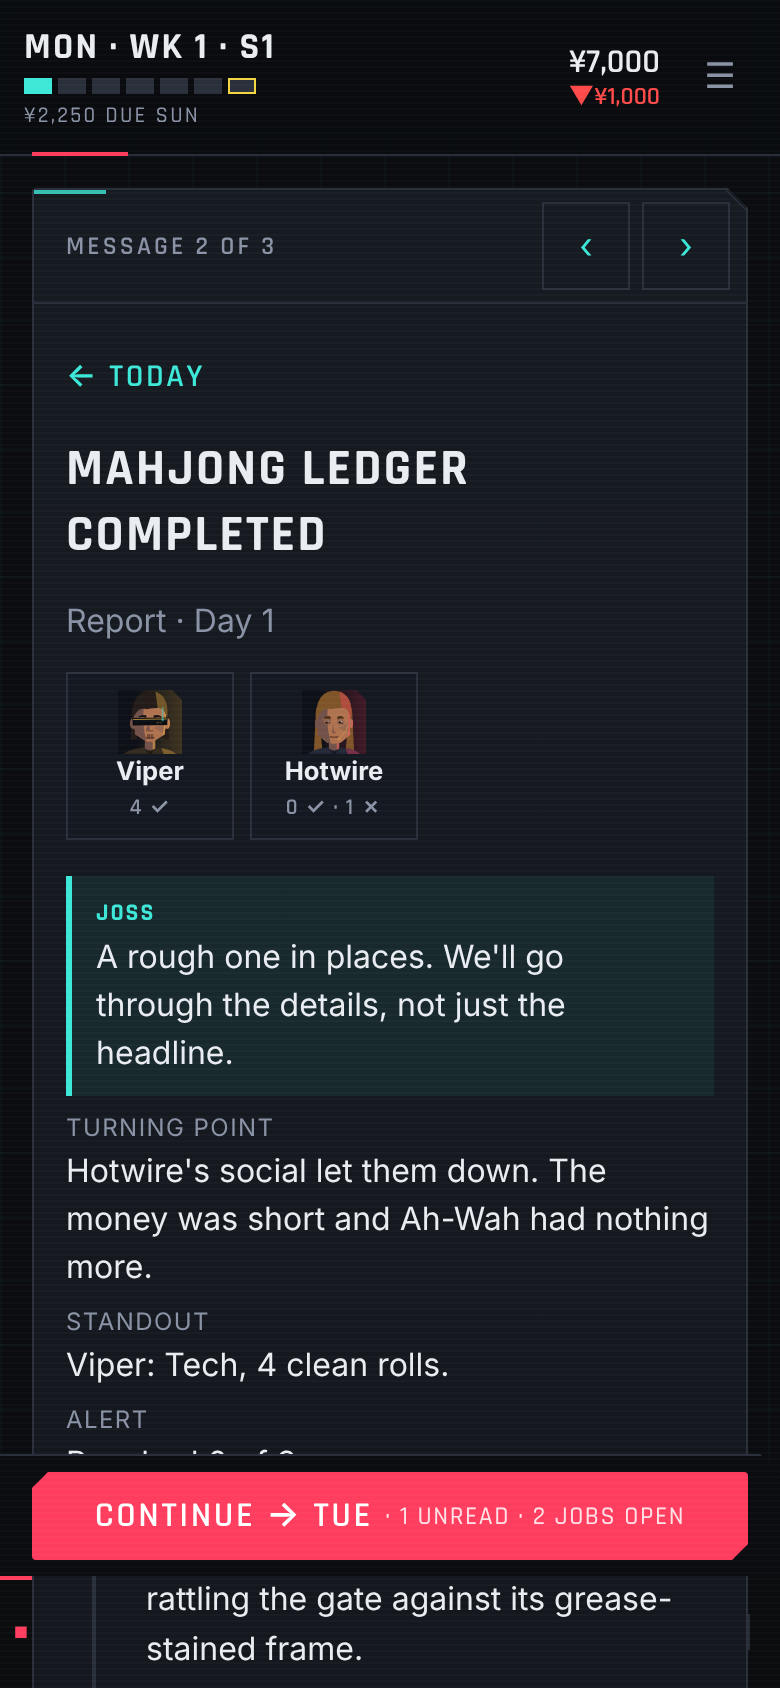 MON · WK 1 · S1
¥2,250 DUE SUN
¥7,000
▼¥1,000
☰
MESSAGE 2 OF 3
‹ ›
← TODAY
MAHJONG LEDGER
COMPLETED
Report · Day 1
Viper
4 ✓
Hotwire
0 ✓ · 1 ✕
JOSS
A rough one in places. We'll go
through the details, not just the
headline.
TURNING POINT
Hotwire's social let them down. The
money was short and Ah-Wah had nothing
more.
STANDOUT
Viper: Tech, 4 clean rolls.
ALERT
CONTINUE → TUE · 1 UNREAD · 2 JOBS OPEN
rattling the gate against its grease-
stained frame.